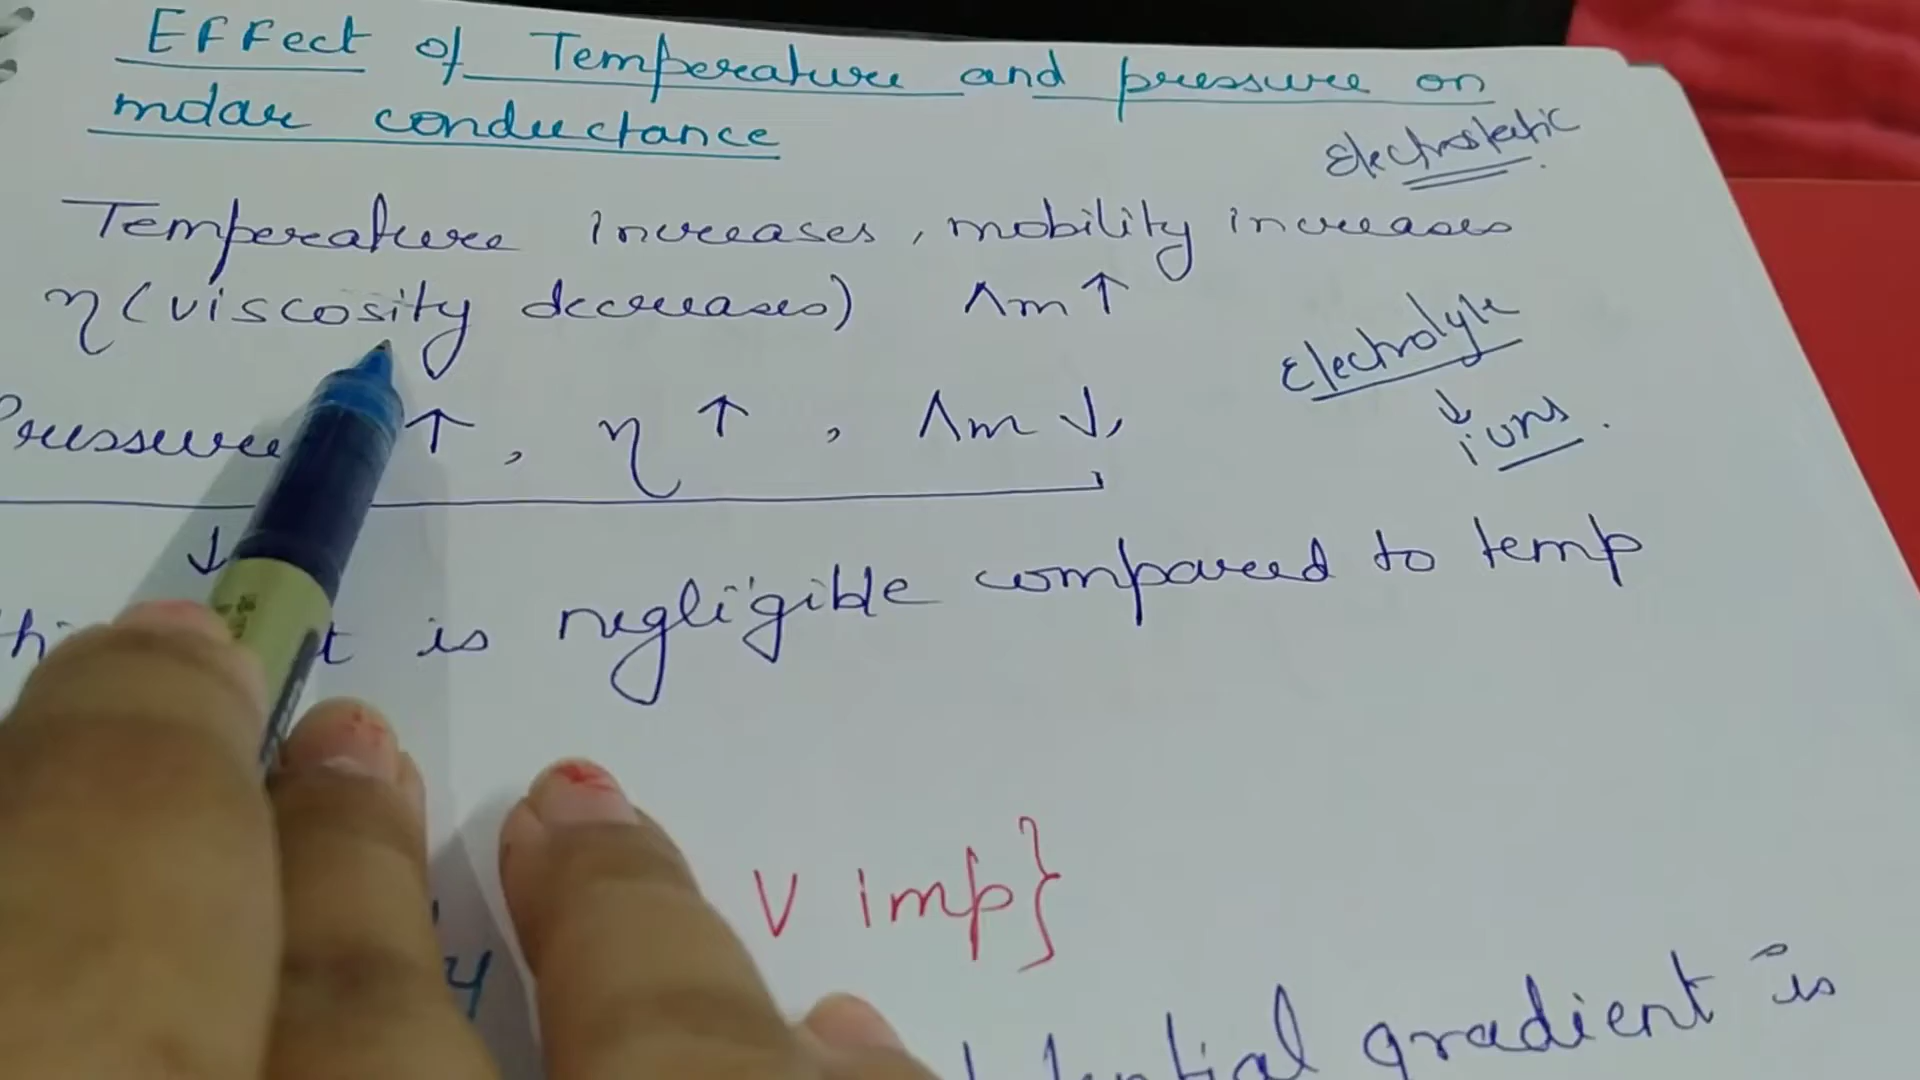 Effect of Temperature and pressure on
molar conductance
Electrostatic
Temperature increases, mobility increases
η (viscosity decreases) Λm ↑
Electrolyte
↓
ions.
Pressure ↑, η ↑, Λm ↓,
↓
is negligible compared to temp
V imp}
gradient is